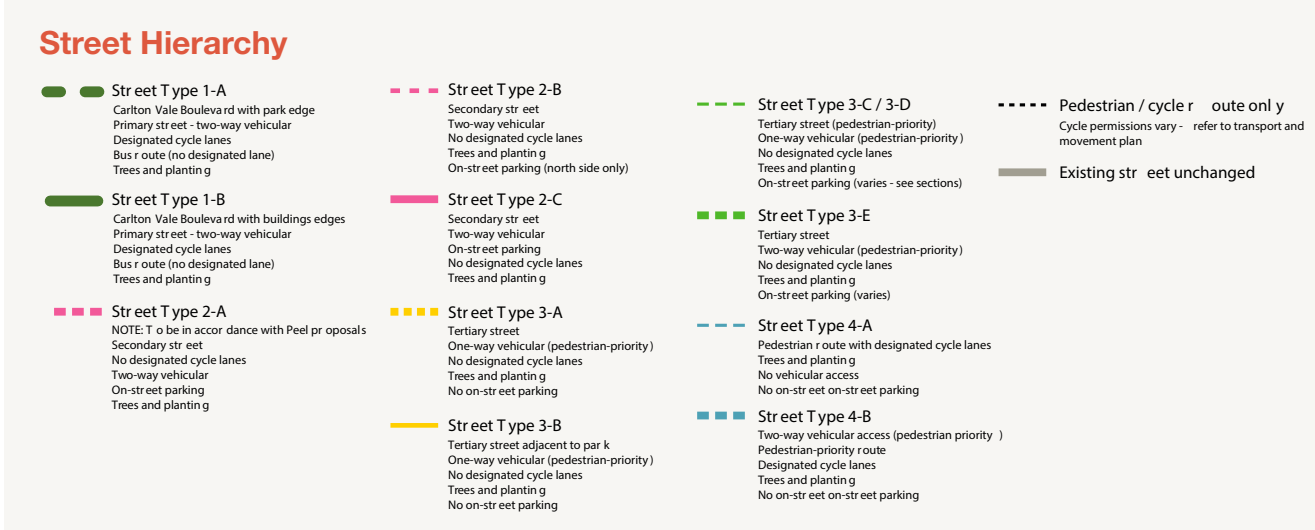 Street Hierarchy
Street Type 1-A
Carlton Vale Boulevard with park edge
Primary street - two-way vehicular
Designated cycle lanes
Bus route (no designated lane)
Trees and planting
Street Type 1-B
Carlton Vale Boulevard with buildings edges
Primary street - two-way vehicular
Designated cycle lanes
Bus route (no designated lane)
Trees and planting
Street Type 2-A
NOTE: To be in accordance with Peel proposals
Secondary street
No designated cycle lanes
Two-way vehicular
On-street parking
Trees and planting
Street Type 2-B
Secondary street
Two-way vehicular
No designated cycle lanes
Trees and planting
On-street parking (north side only)
Street Type 2-C
Secondary street
Two-way vehicular
On-street parking
No designated cycle lanes
Trees and planting
Street Type 3-A
Tertiary street
One-way vehicular (pedestrian-priority)
No designated cycle lanes
Trees and planting
No on-street parking
Street Type 3-B
Tertiary street adjacent to park
One-way vehicular (pedestrian-priority)
No designated cycle lanes
Trees and planting
No on-street parking
Street Type 3-C / 3-D
Tertiary street (pedestrian-priority)
One-way vehicular (pedestrian-priority)
No designated cycle lanes
Trees and planting
On-street parking (varies - see sections)
Street Type 3-E
Tertiary street
Two-way vehicular (pedestrian-priority)
No designated cycle lanes
Trees and planting
On-street parking (varies)
Street Type 4-A
Pedestrian route with designated cycle lanes
Trees and planting
No vehicular access
No on-street on-street parking
Street Type 4-B
Two-way vehicular access (pedestrian priority )
Pedestrian-priority route
Designated cycle lanes
Trees and planting
No on-street on-street parking
Pedestrian / cycle route only
Cycle permissions vary - refer to transport and
movement plan
Existing street unchanged